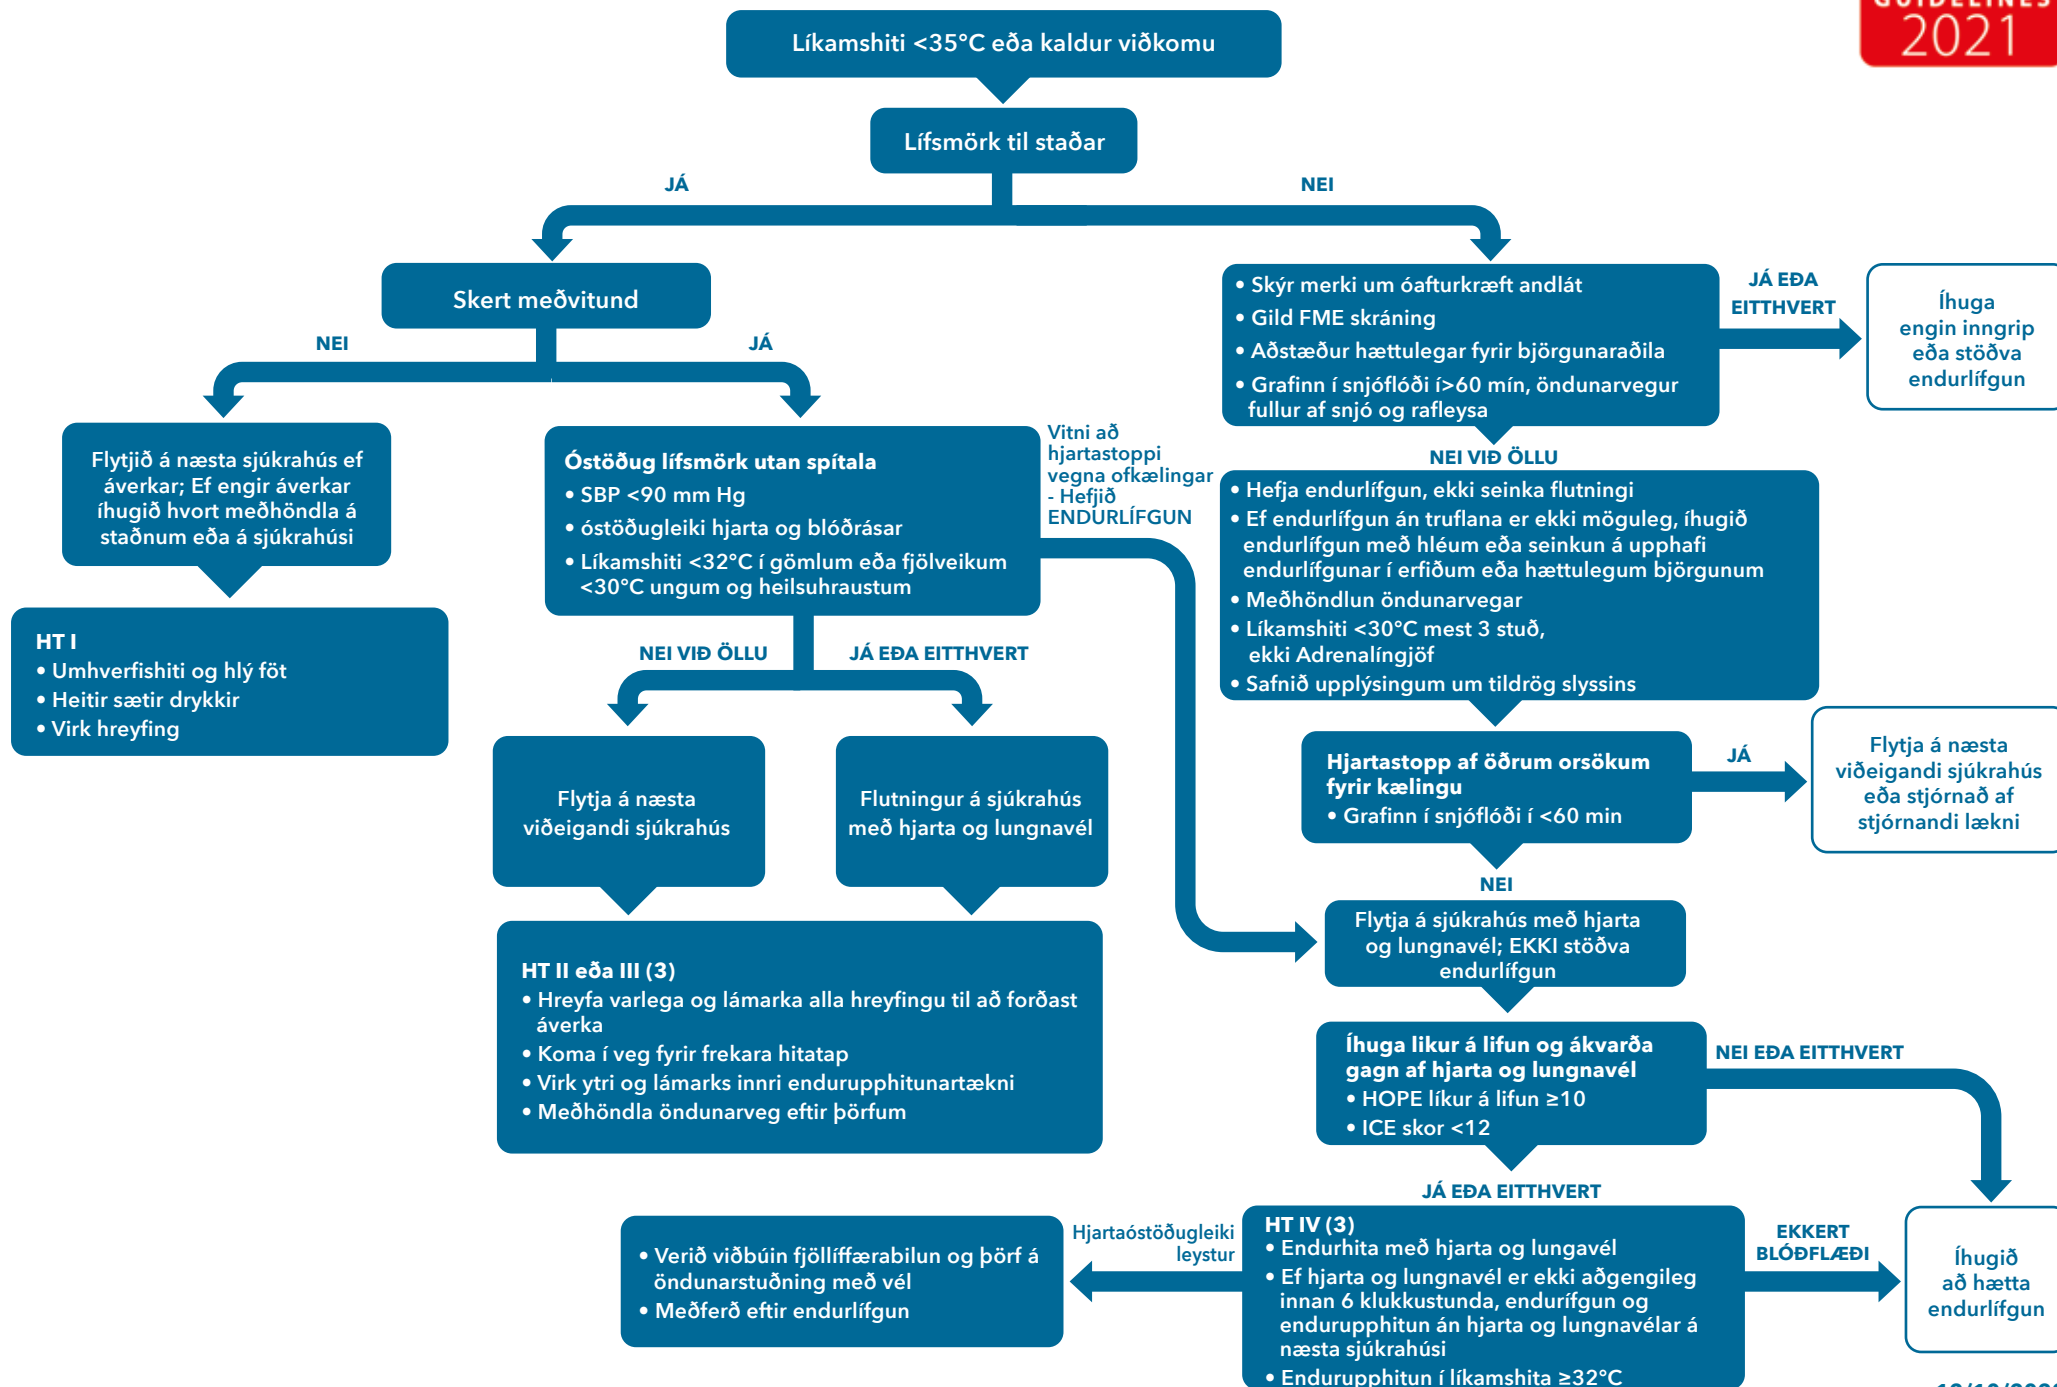 GUIDELINES
2021
Líkamshiti <35°C eða kaldur viðkomu
Lífsmörk til staðar
JÁ
NEI
Skert meðvitund
NEI
JÁ
Flytjið á næsta sjúkrahús ef
áverkar; Ef engir áverkar
íhugið hvort meðhöndla á
staðnum eða á sjúkrahúsi
HT I
• Umhverfishiti og hlý föt
• Heitir sætir drykkir
• Virk hreyfing
Óstöðug lífsmörk utan spítala
• SBP <90 mm Hg
• óstöðugleiki hjarta og blóðrásar
• Líkamshiti <32°C í gömlum eða fjölveikum
<30°C ungum og heilsuhraustum
Vitni að
hjartastoppi
vegna ofkælingar
- Hefjið
ENDURLÍFGUN
NEI VIÐ ÖLLU
JÁ EÐA EITTHVERT
Flytja á næsta
viðeigandi sjúkrahús
Flutningur á sjúkrahús
með hjarta og lungnavél
HT II eða III (3)
• Hreyfa varlega og lámarka alla hreyfingu til að forðast
áverka
• Koma í veg fyrir frekara hitatap
• Virk ytri og lámarks innri endurupphitunartækni
• Meðhöndla öndunarveg eftir þörfum
• Skýr merki um óafturkræft andlát
• Gild FME skráning
• Aðstæður hættulegar fyrir björgunaraðila
• Grafinn í snjóflóði í>60 mín, öndunarvegur
fullur af snjó og rafleysa
JÁ EÐA
EITTHVERT
Íhuga
engin inngrip
eða stöðva
endurlífgun
NEI VIÐ ÖLLU
• Hefja endurlífgun, ekki seinka flutningi
• Ef endurlífgun án truflana er ekki möguleg, íhugið
endurlífgun með hléum eða seinkun á upphafi
endurlífgunar í erfiðum eða hættulegum björgunum
• Meðhöndlun öndunarvegar
• Líkamshiti <30°C mest 3 stuð,
ekki Adrenalíngjöf
• Safnið upplýsingum um tildrög slyssins
Hjartastopp af öðrum orsökum
fyrir kælingu
• Grafinn í snjóflóði í <60 min
JÁ
Flytja á næsta
viðeigandi sjúkrahús
eða stjórnað af
stjórnandi lækni
NEI
Flytja á sjúkrahús með hjarta
og lungnavél; EKKI stöðva
endurlífgun
Íhuga likur á lifun og ákvarða
gagn af hjarta og lungnavél
• HOPE líkur á lifun ≥10
• ICE skor <12
NEI EÐA EITTHVERT
JÁ EÐA EITTHVERT
HT IV (3)
• Endurhita með hjarta og lungavél
• Ef hjarta og lungnavél er ekki aðgengileg
innan 6 klukkustunda, endurífgun og
endurupphitun án hjarta og lungnavélar á
næsta sjúkrahúsi
• Endurupphitun í líkamshita ≥32°C
Hjartaóstöðugleiki
leystur
• Verið viðbúin fjöllíffærabilun og þörf á
öndunarstuðning með vél
• Meðferð eftir endurlífgun
EKKERT
BLÓÐFLÆÐI
Íhugið
að hætta
endurlífgun